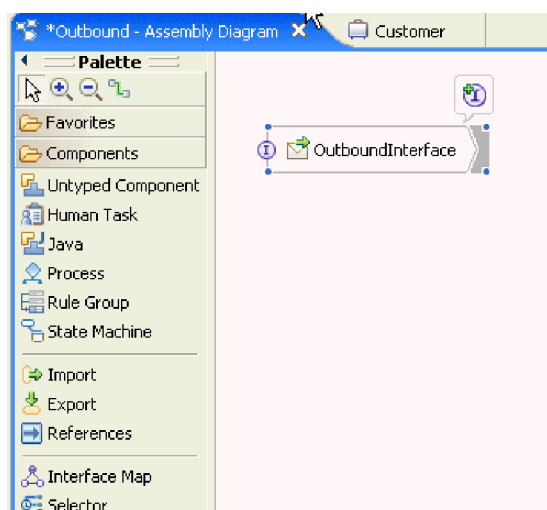 *Outbound - Assembly Diagram
Customer
Palette
Favorites
Components
Untyped Component
Human Task
Java
Process
Rule Group
State Machine
Import
Export
References
Interface Map
Selector
I OutboundInterface
I